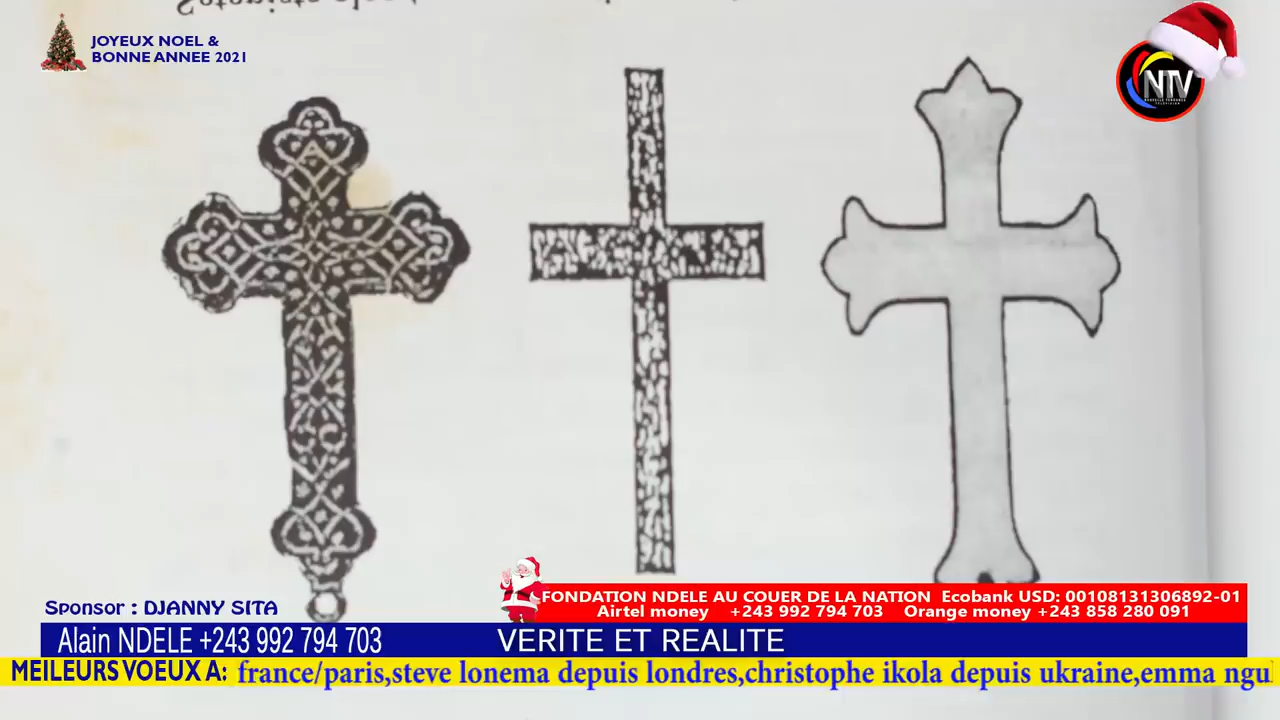 JOYEUX NOEL &
BONNE ANNEE 2021
NTV
Sponsor : DJANNY SITA
FONDATION NDELE AU COUER DE LA NATION Ecobank USD: 00108131306892-01
Airtel money +243 992 794 703 Orange money +243 858 280 091
Alain NDELE +243 992 794 703
VERITE ET REALITE
MEILEURS VOEUX A: france/paris,steve lonema depuis londres,christophe ikola depuis ukraine,emma ngu